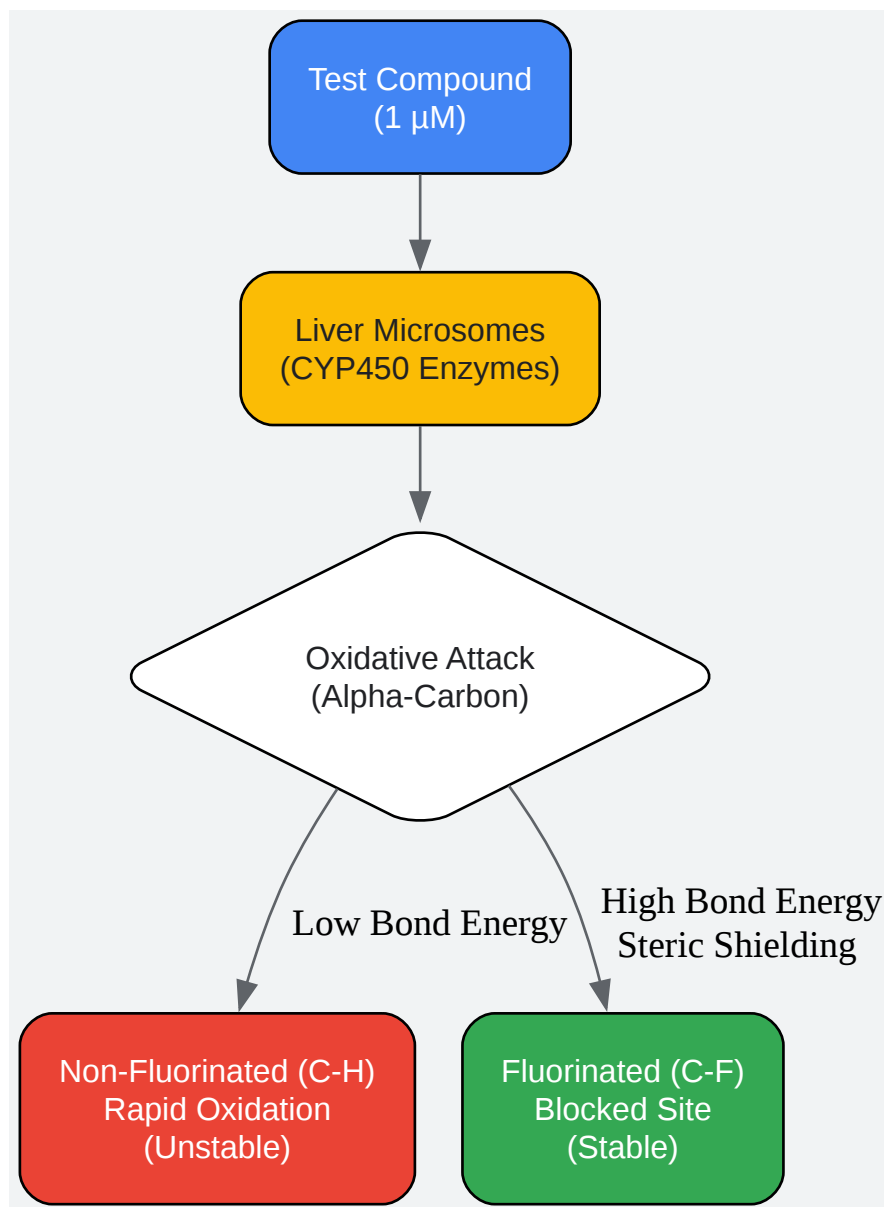 Test Compound
(1 µM)
Liver Microsomes
(CYP450 Enzymes)
Oxidative Attack
(Alpha-Carbon)
Low Bond Energy
High Bond Energy
Steric Shielding
Non-Fluorinated (C-H)
Rapid Oxidation
(Unstable)
Fluorinated (C-F)
Blocked Site
(Stable)